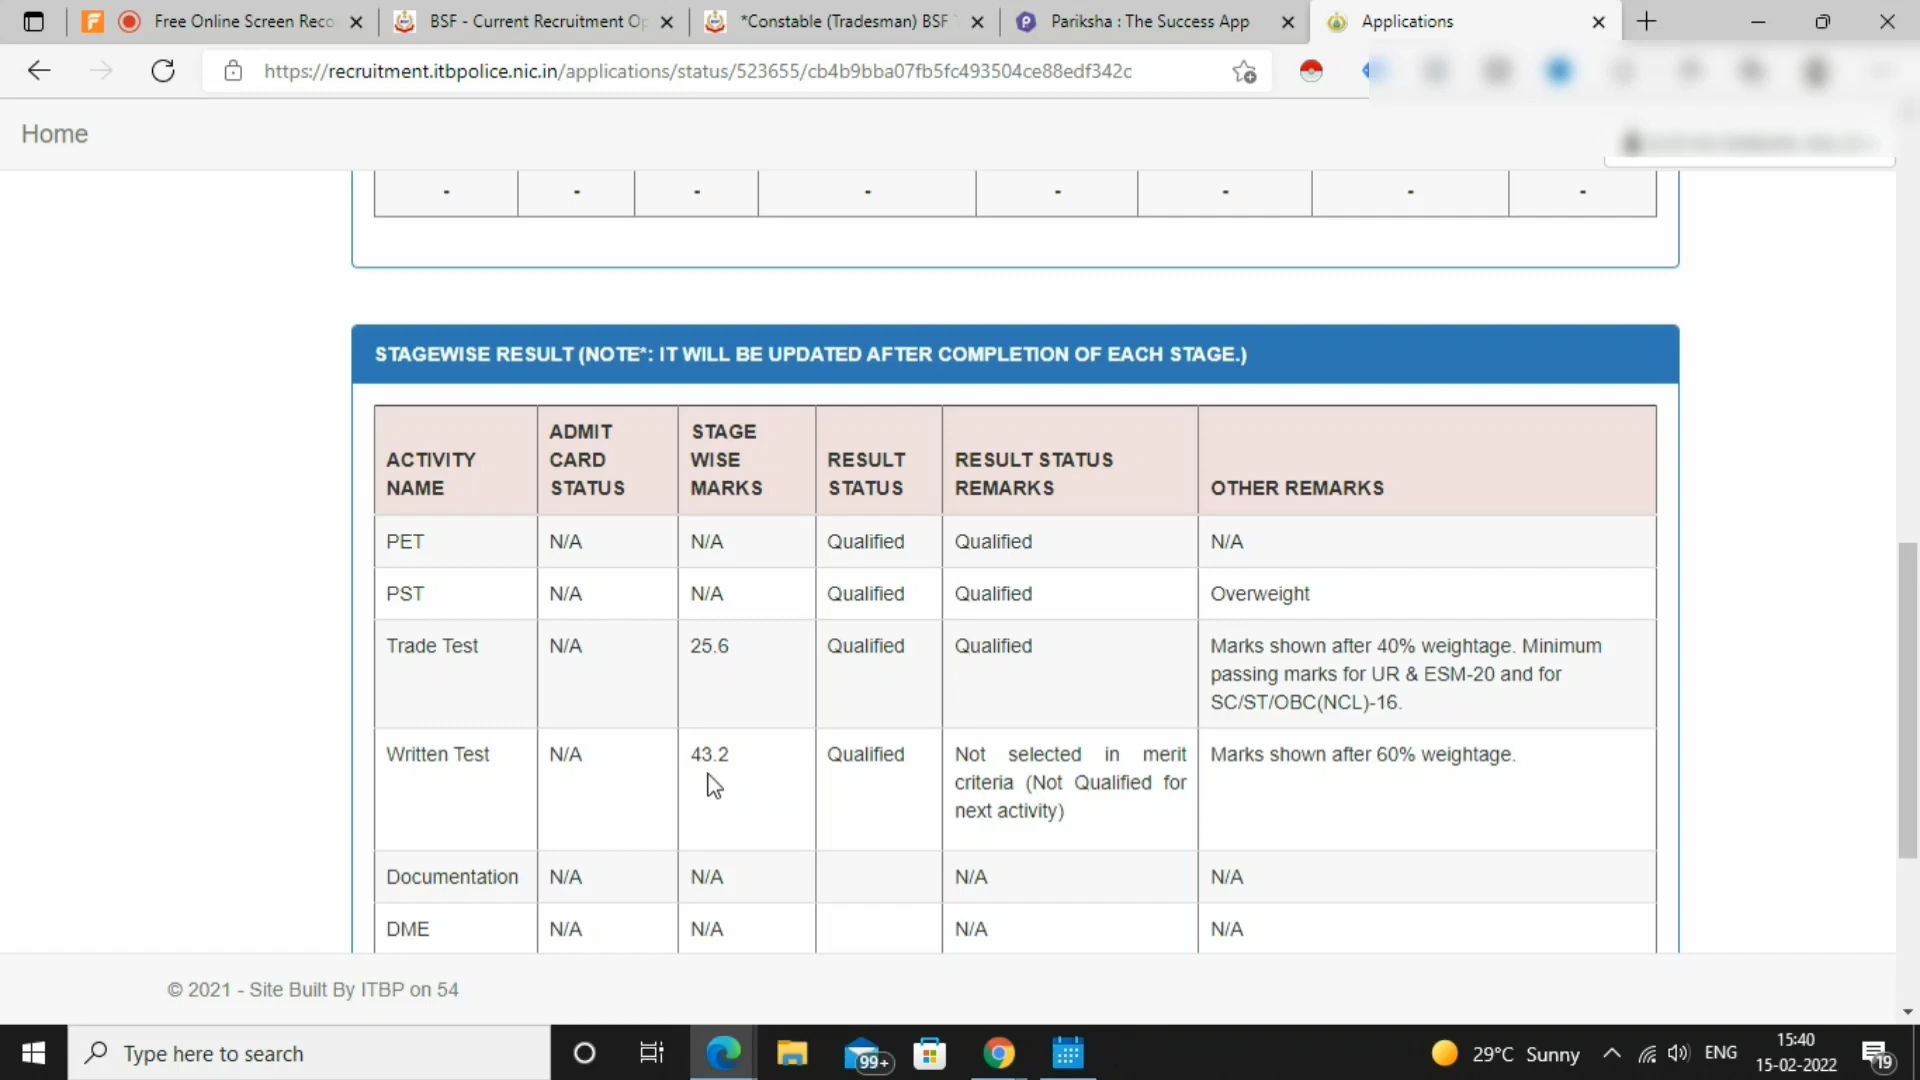 Free Online Screen Reco
BSF - Current Recruitment Op
*Constable (Tradesman) BSF
Pariksha : The Success App
Applications
https://recruitment.itbpolice.nic.in/applications/status/523655/cb4b9bba07fb5fc493504ce88edf342c
Home
- - - - - - - -
STAGEWISE RESULT (NOTE*: IT WILL BE UPDATED AFTER COMPLETION OF EACH STAGE.)
ACTIVITY
NAME
ADMIT
CARD
STATUS
STAGE
WISE
MARKS
RESULT
STATUS
RESULT STATUS
REMARKS
OTHER REMARKS
PET N/A N/A Qualified Qualified N/A
PST N/A N/A Qualified Qualified Overweight
Trade Test N/A 25.6 Qualified Qualified Marks shown after 40% weightage. Minimum
passing marks for UR & ESM-20 and for
SC/ST/OBC(NCL)-16.
Written Test N/A 43.2 Qualified Not selected in merit Marks shown after 60% weightage.
criteria (Not Qualified for
next activity)
Documentation N/A N/A N/A N/A
DME N/A N/A N/A N/A
© 2021 - Site Built By ITBP on 54
Type here to search
99+
29°C Sunny
ENG
15:40
15-02-2022
19